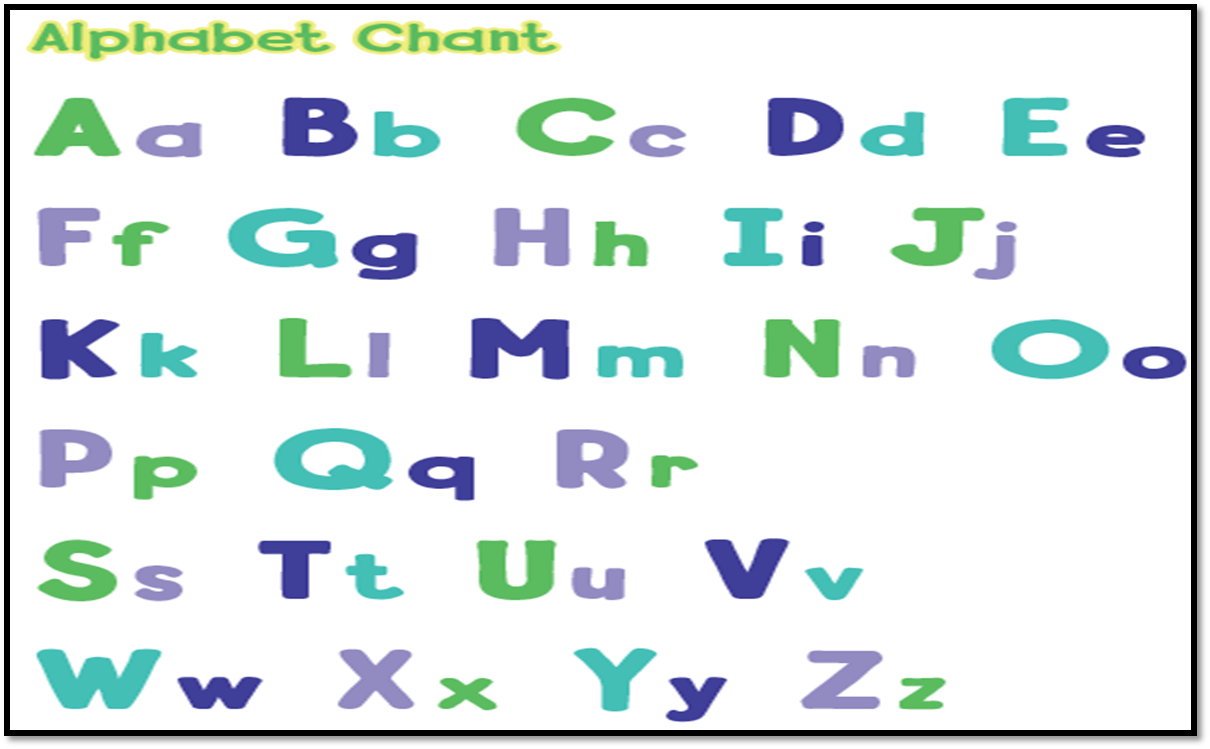 Alphabet Chant
Aa Bb Cc Dd Ee
Ff Gg Hh Ii Jj
Kk Ll Mm Nn Oo
Pp Qq Rr
Ss Tt Uu Vv
Ww Xx Yy Zz